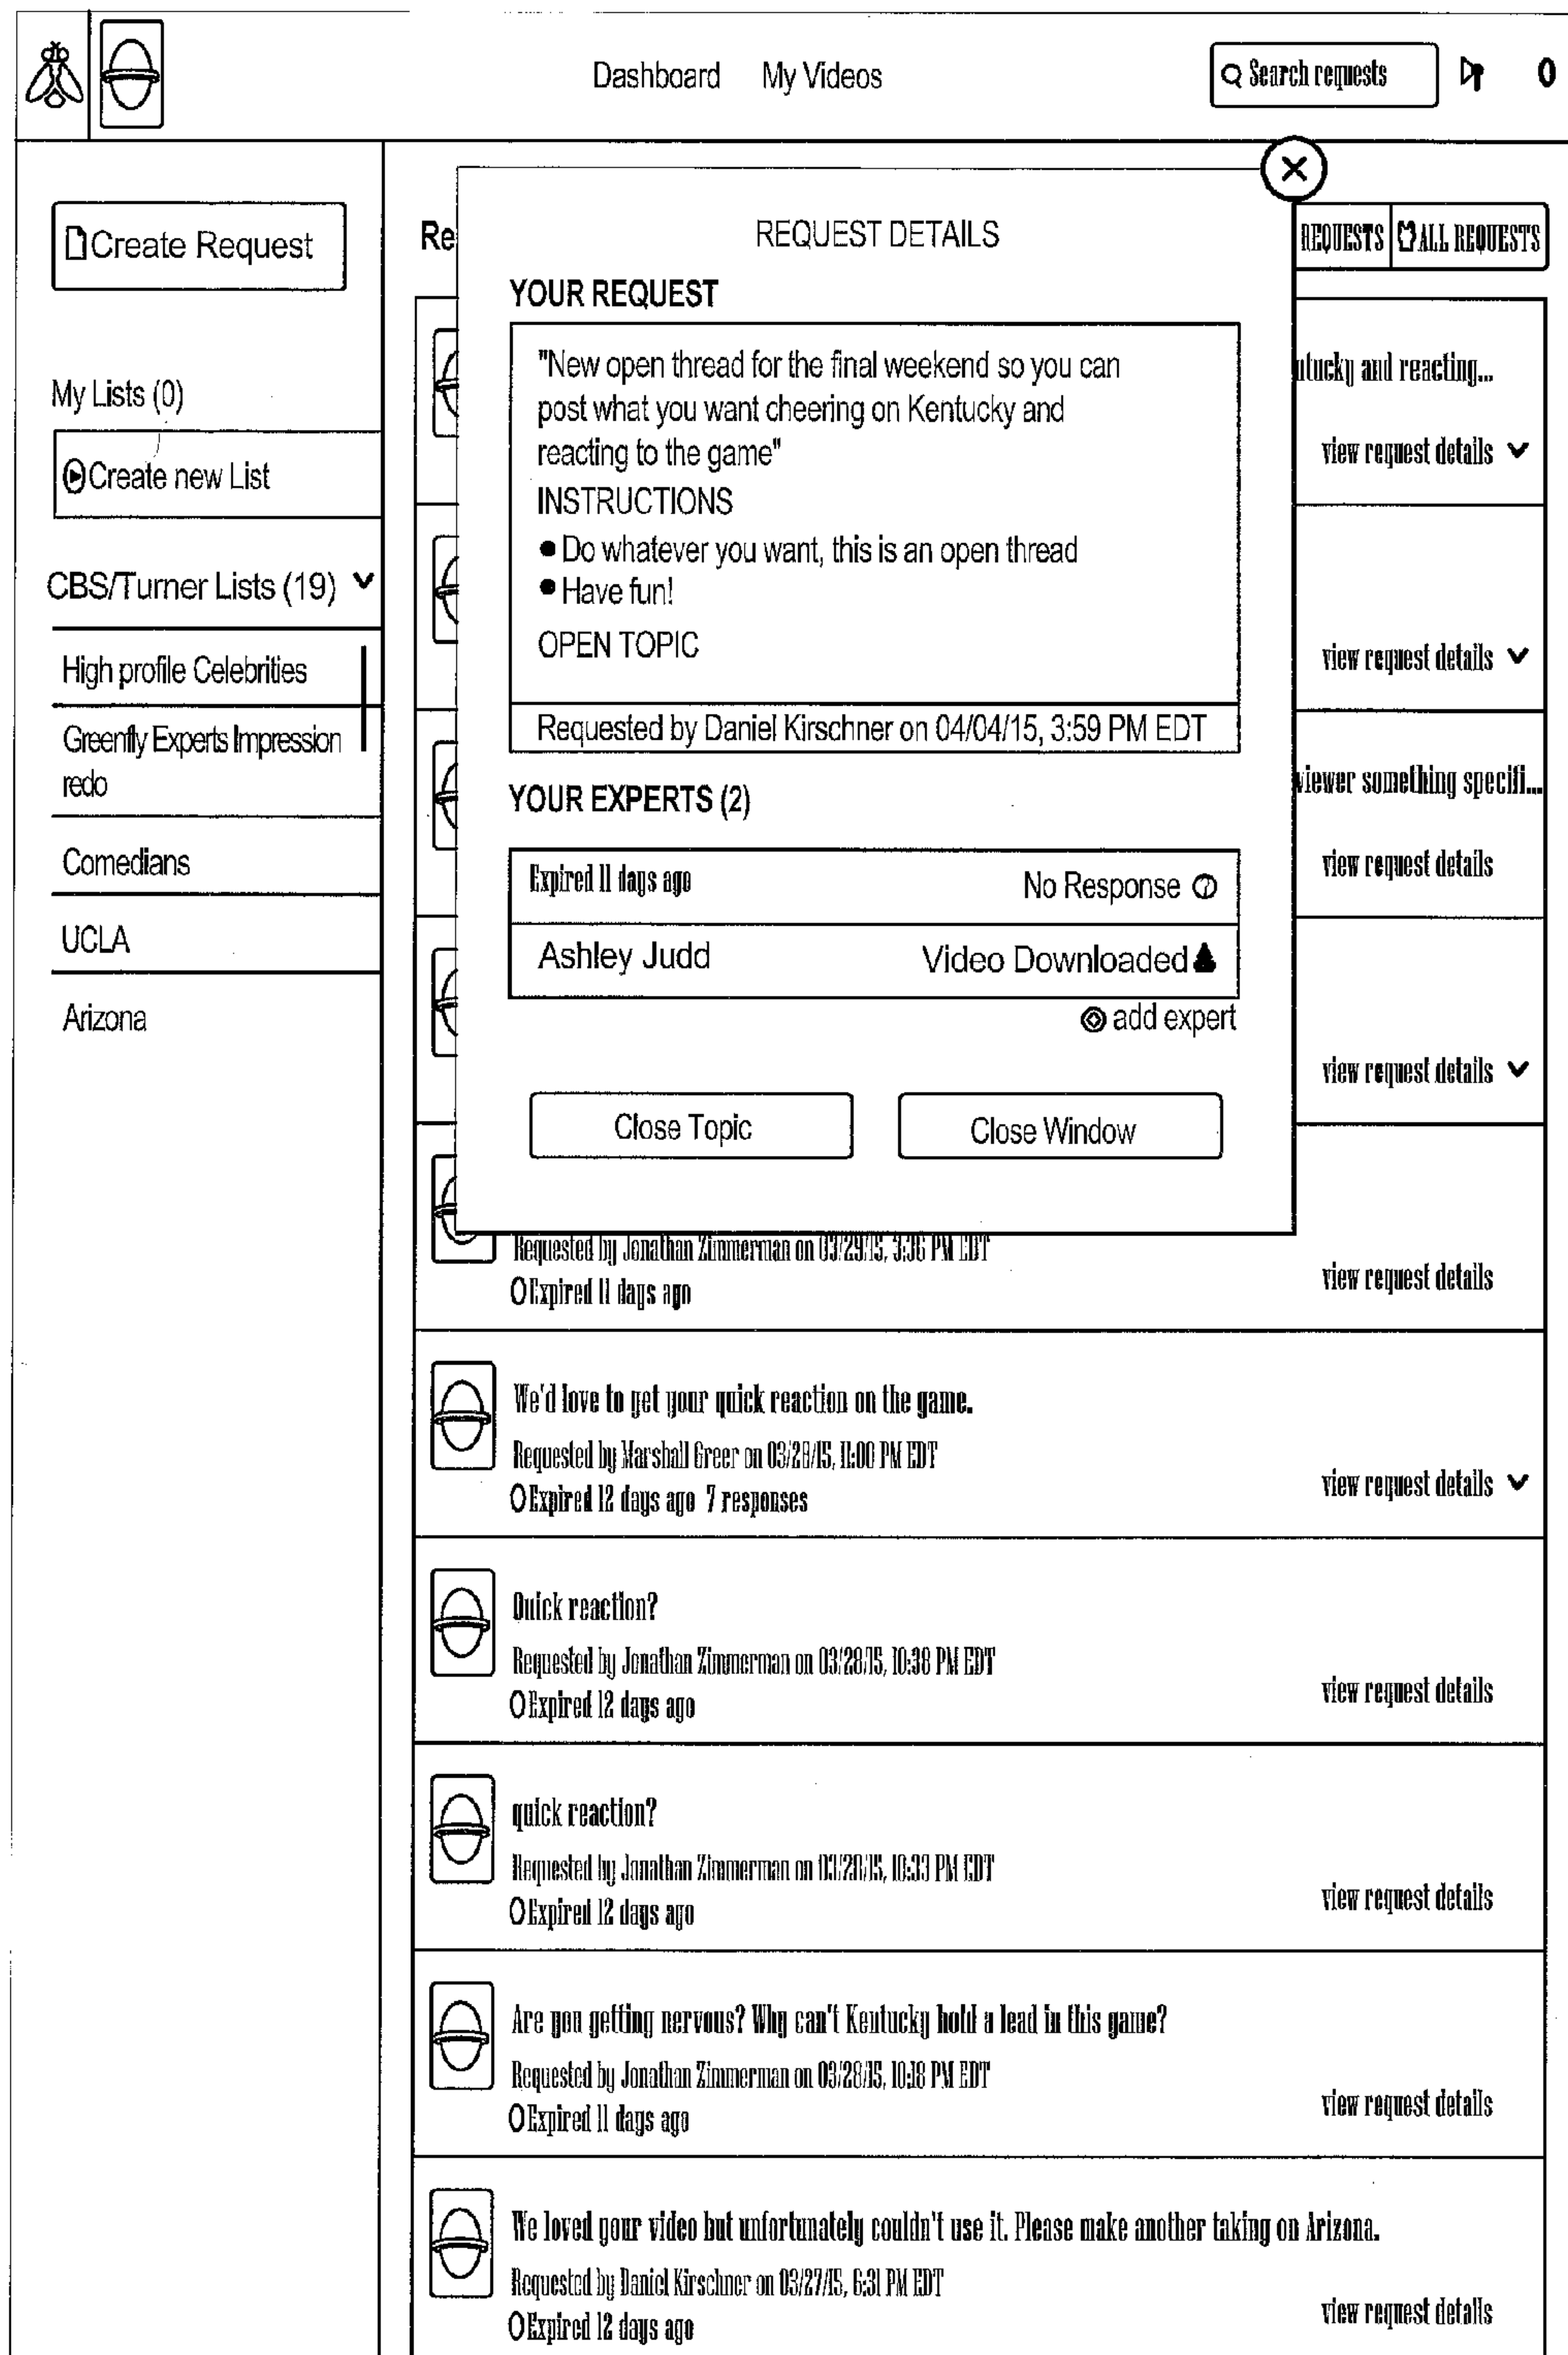 Dashboard My Videos Search requests 0
Create Request
My Lists (0)
Create new List
CBS/Turner Lists (19)
High profile Celebrities
Greenfly Experts Impression
redo
Comedians
UCLA
Arizona
Re
REQUESTS ALL REQUESTS
REQUEST DETAILS
YOUR REQUEST
"New open thread for the final weekend so you can
post what you want cheering on Kentucky and
reacting to the game"
INSTRUCTIONS
• Do whatever you want, this is an open thread
• Have fun!
OPEN TOPIC
Requested by Daniel Kirschner on 04/04/15, 3:59 PM EDT
YOUR EXPERTS (2)
Expired 11 days ago No Response
Ashley Judd Video Downloaded
add expert
Close Topic Close Window
ntucky and reacting...
view request details
view request details
viewer something specifi...
view request details
view request details
Requested by Jonathan Zimmerman on 03/29/15, 3:36 PM EDT
Expired 11 days ago
view request details
We'd love to get your quick reaction on the game.
Requested by Marshall Greer on 03/28/15, 11:00 PM EDT
Expired 12 days ago 7 responses
view request details
Quick reaction?
Requested by Jonathan Zimmerman on 03/28/15, 10:38 PM EDT
Expired 12 days ago
view request details
quick reaction?
Requested by Jonathan Zimmerman on 03/28/15, 10:33 PM EDT
Expired 12 days ago
view request details
Are you getting nervous? Why can't Kentucky hold a lead in this game?
Requested by Jonathan Zimmerman on 03/28/15, 10:18 PM EDT
Expired 11 days ago
view request details
We loved your video but unfortunately couldn't use it. Please make another taking on Arizona.
Requested by Daniel Kirschner on 03/27/15, 6:31 PM EDT
Expired 12 days ago
view request details